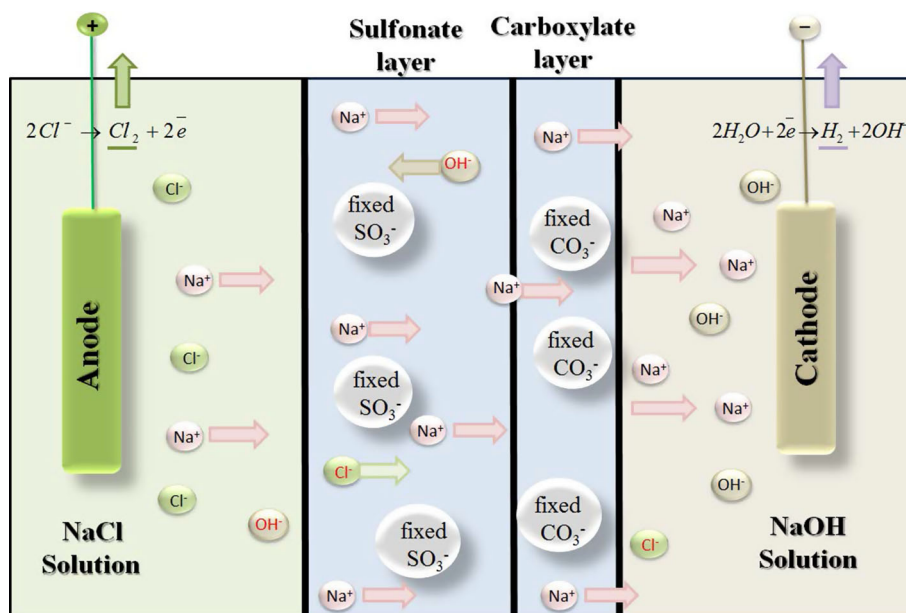 +
−
Sulfonate
layer
Carboxylate
layer
2Cl⁻ → Cl₂ + 2e̅
2H₂O+2e̅→H₂+2OH⁻
Na⁺
Na⁺
OH⁻
OH⁻
Cl⁻
fixed
SO₃⁻
fixed
CO₃⁻
Na⁺
Na⁺
Na⁺
Na⁺
Anode
Cathode
Na⁺
OH⁻
Cl⁻
fixed
CO₃⁻
Na⁺
fixed
SO₃⁻
Na⁺
Na⁺
Na⁺
Cl⁻
OH⁻
Cl⁻
fixed
CO₃⁻
OH⁻
fixed
SO₃⁻
Cl⁻
NaCl
Solution
NaOH
Solution
Na⁺
Na⁺